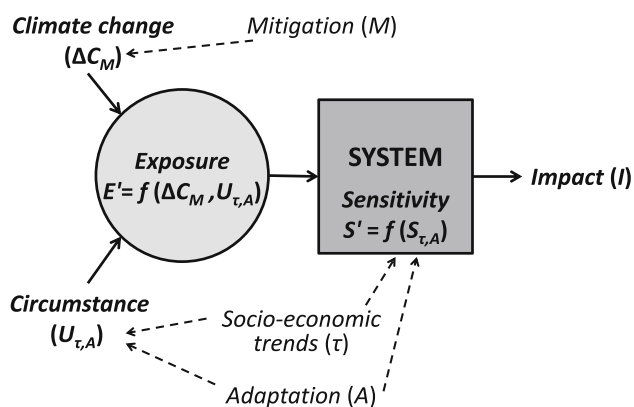 Climate change
(ΔC_M)
Mitigation (M)
Exposure
E'= f (ΔC_M ,U_τ,A)
SYSTEM
Sensitivity
S' = f (S_τ,A)
Impact (I)
Circumstance
(U_τ,A)
Socio-economic
trends (τ)
Adaptation (A)